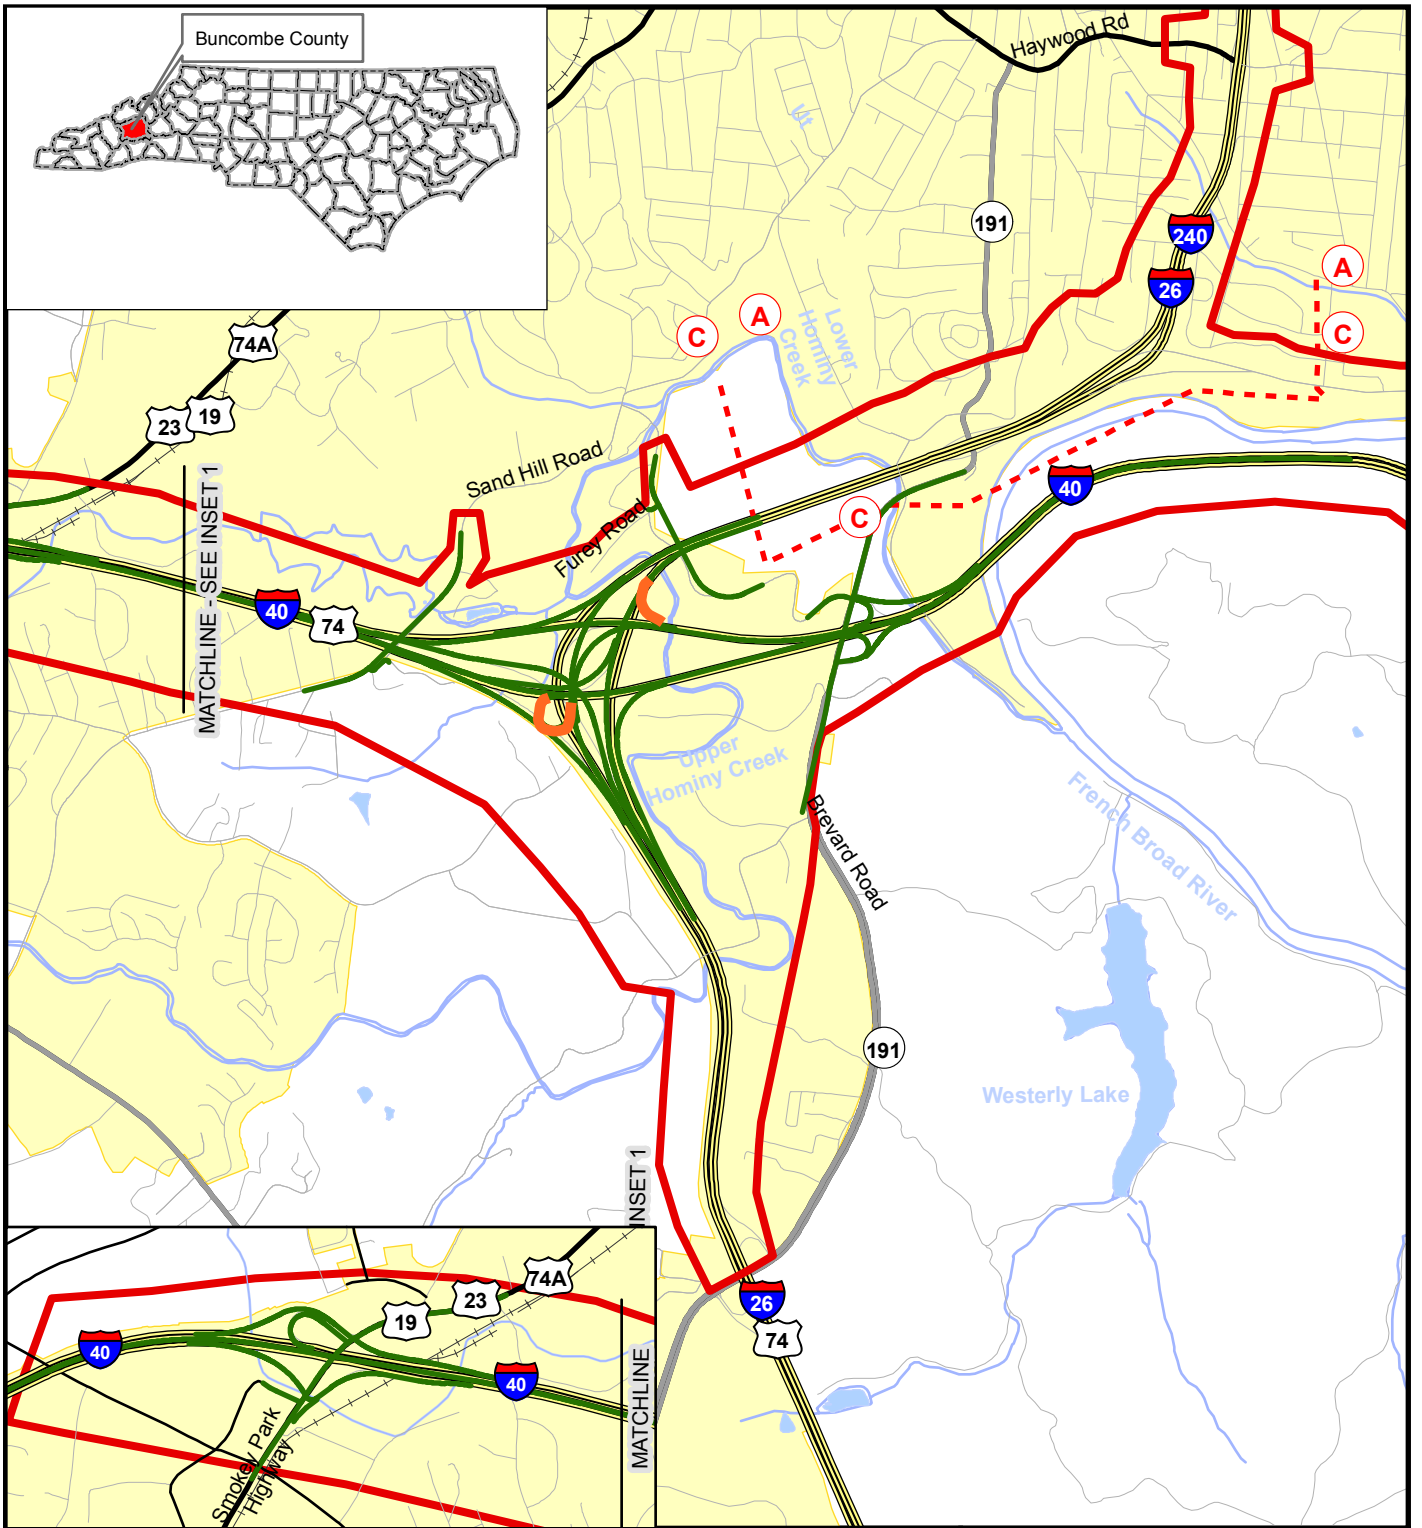 Buncombe County
Haywood Rd
Wt
191
240
26
A
C
A
C
Lower
Hominy
Creek
74A
23
19
Sand Hill Road
MATCHLINE - SEE INSET 1
Furey Road
C
40
40
74
Upper
Hominy Creek
French Broad River
Brevard Road
191
Westerly Lake
INSET 1
26
74
74A
23
19
40
40
MATCHLINE
Smokey Park
Highway